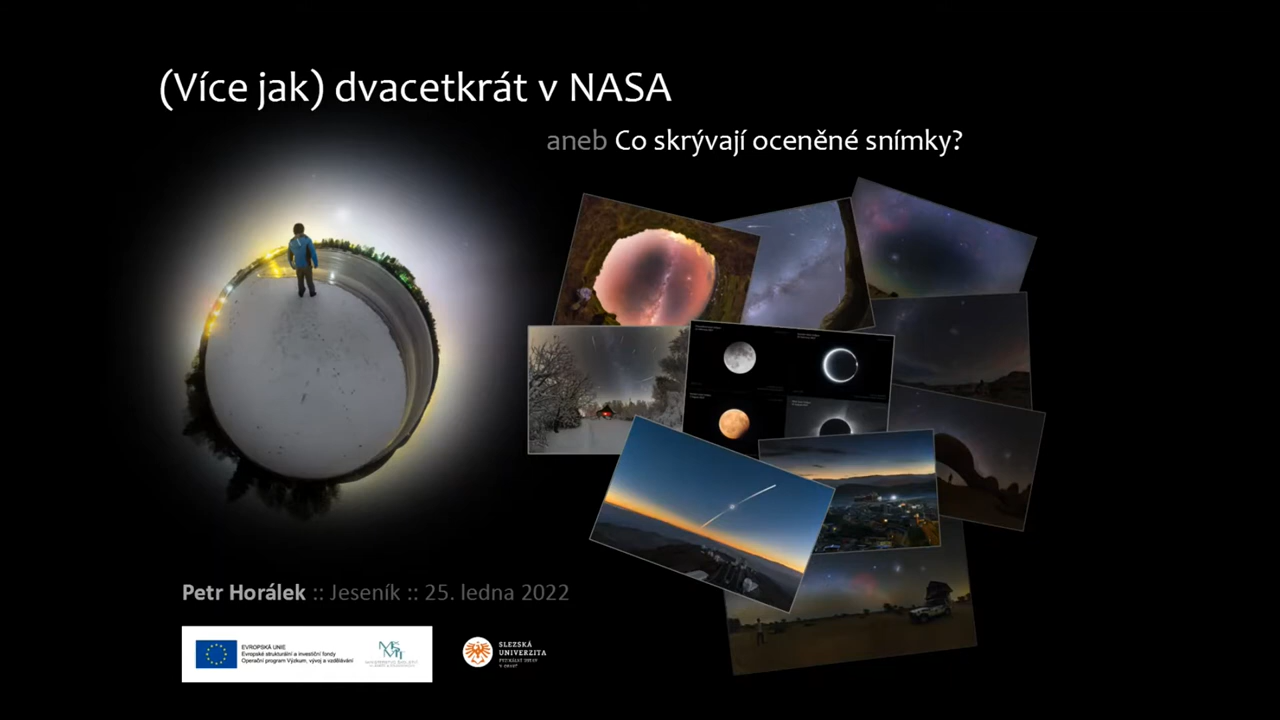 (Více jak) dvacetkrát v NASA
aneb Co skrývají oceněné snímky?
Petr Horálek :: Jeseník :: 25. ledna 2022
EVROPSKÁ UNIE
Evropské strukturální a investiční fondy
Operační program Výzkum, vývoj a vzdělávání
SLEZSKÁ
UNIVERZITA